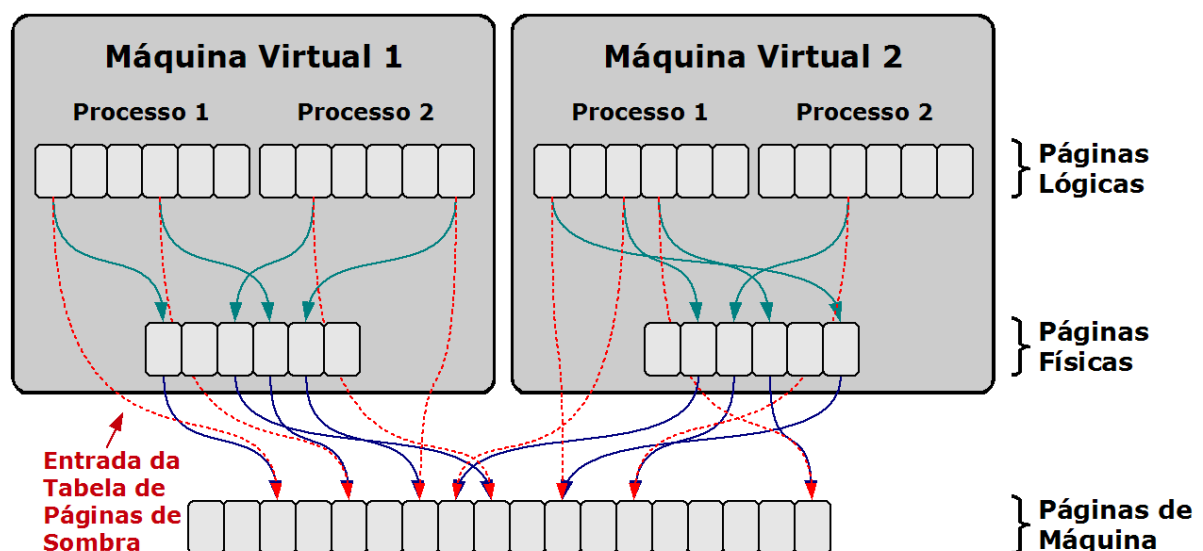 Máquina Virtual 1
Máquina Virtual 2
Processo 1
Processo 2
Processo 1
Processo 2
Páginas
Lógicas
Páginas
Físicas
Entrada da
Tabela de
Páginas de
Sombra
Páginas de
Máquina